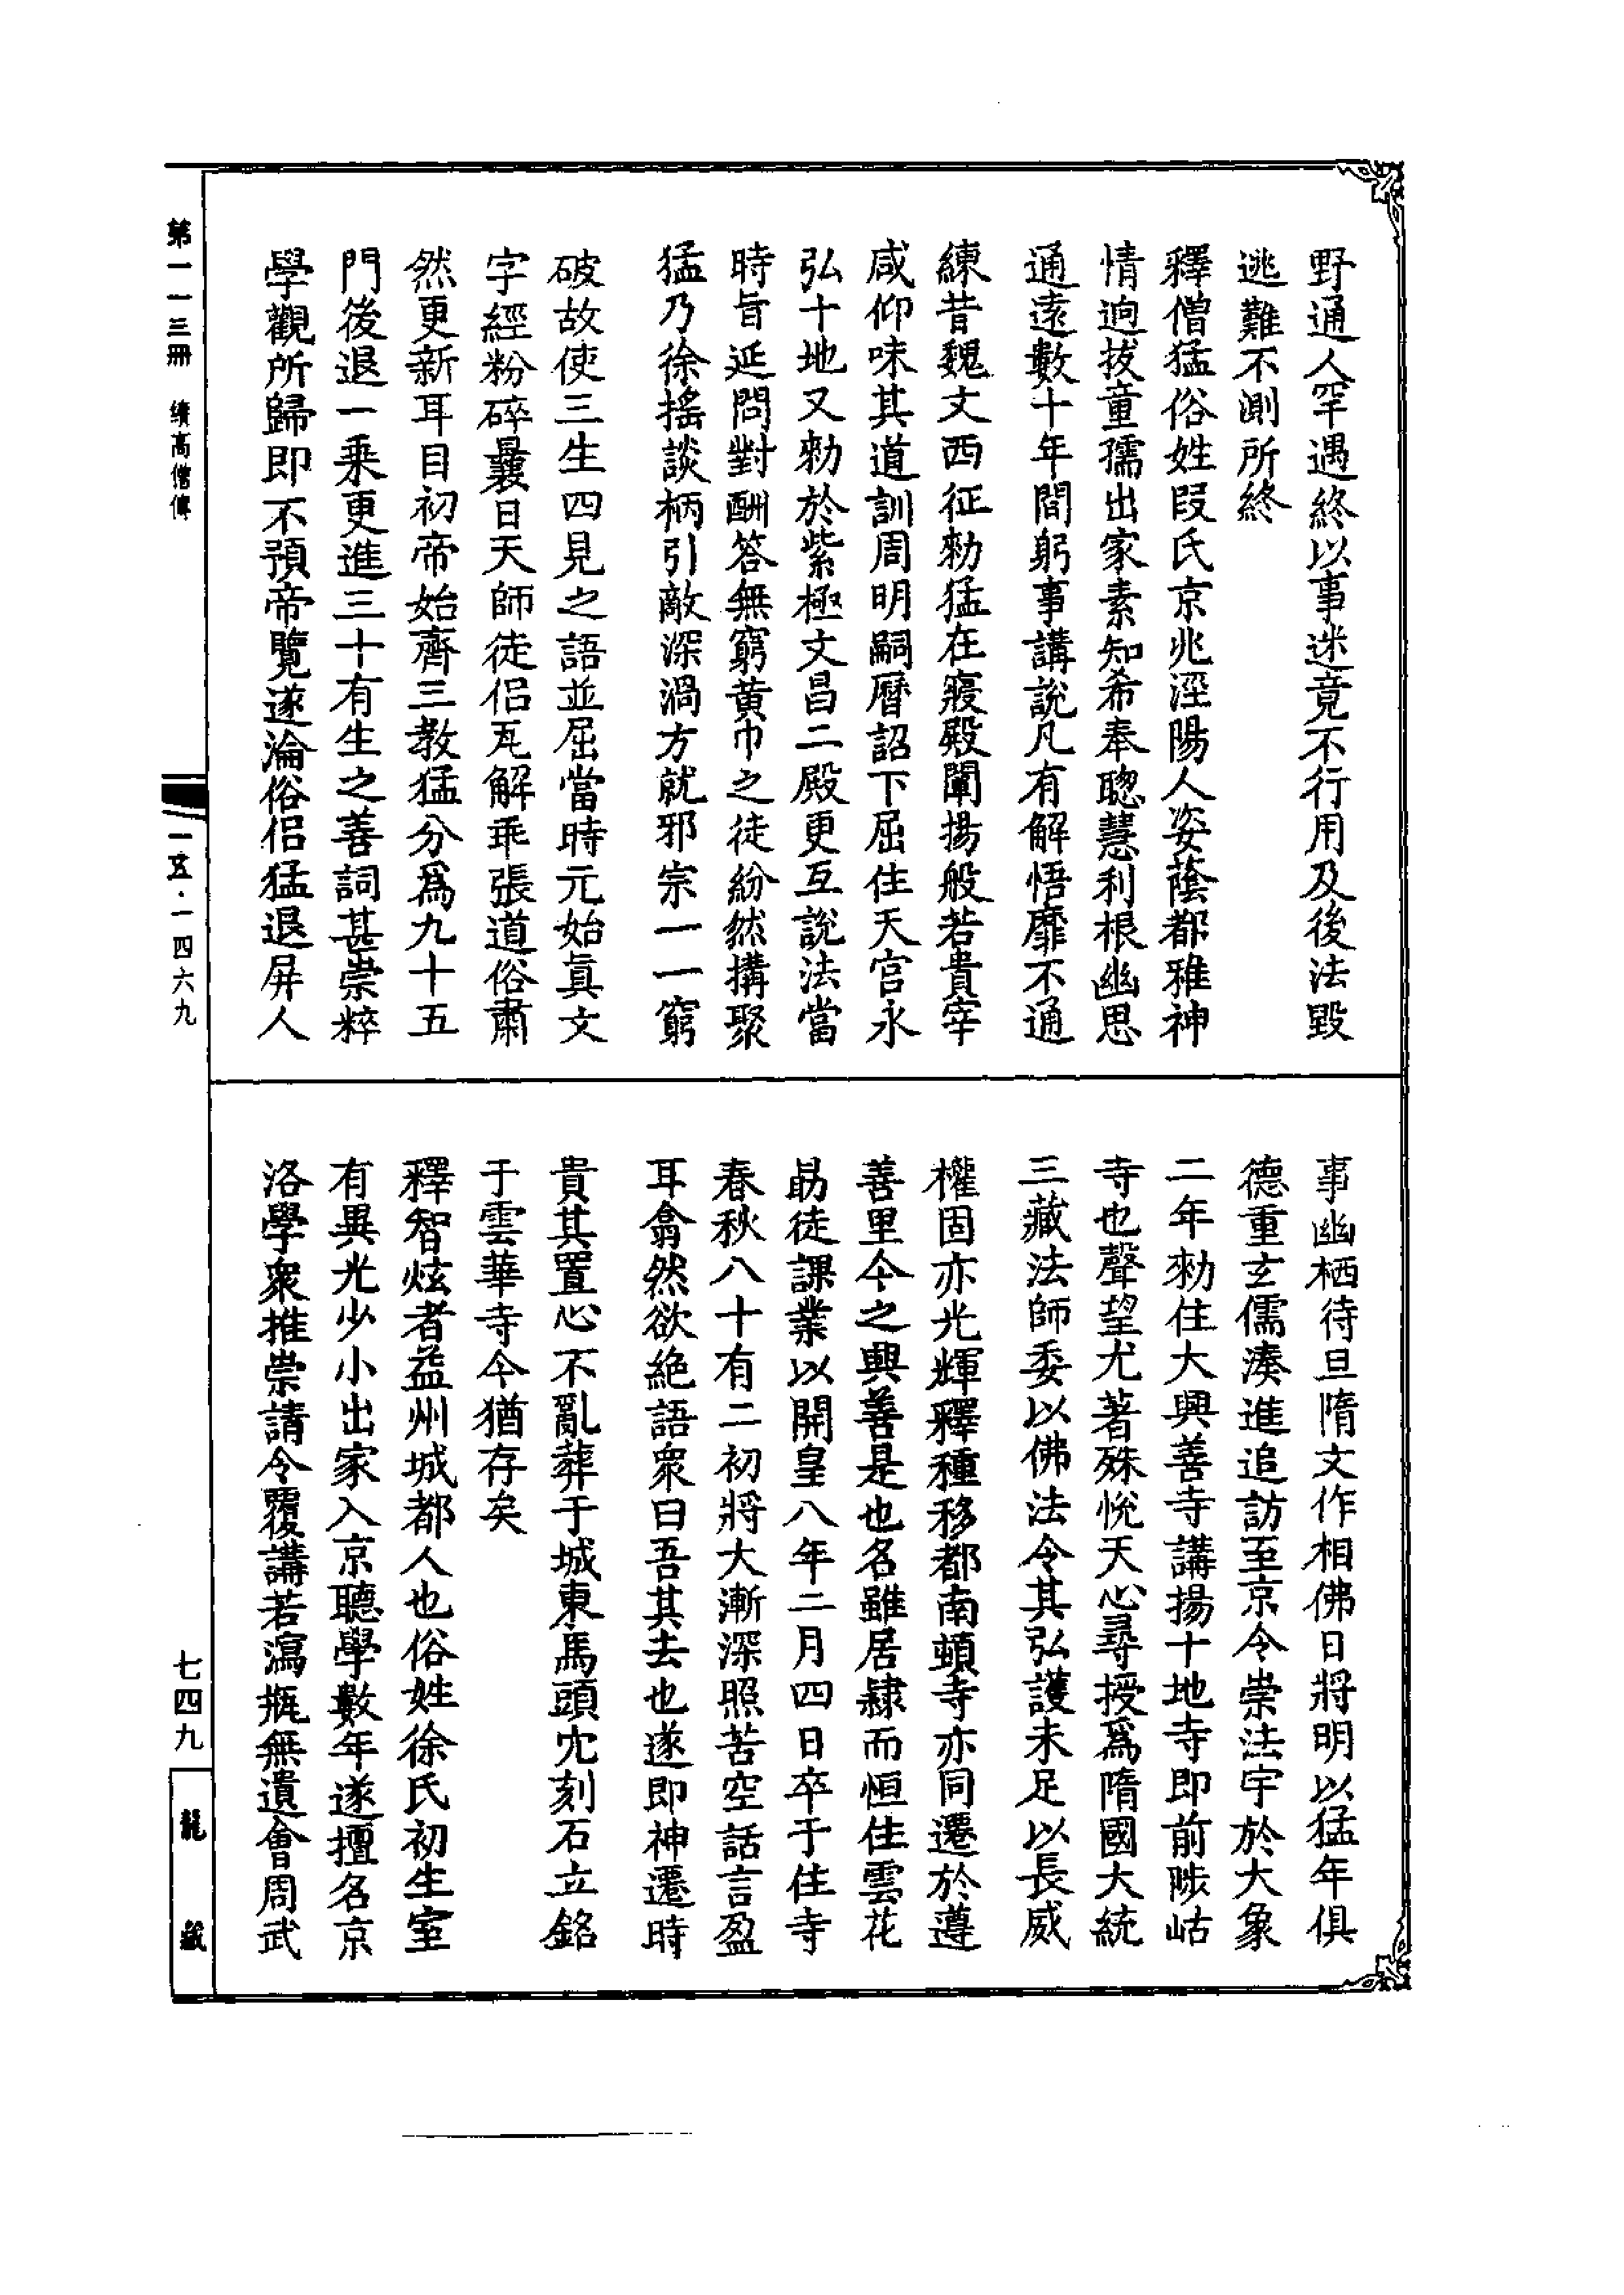 野通人罕遇終以事迷竟不行用及後法毀
逃難不測所終
釋僧猛俗姓叚氏京兆涇陽人姿蔭都雅神
情逈拔童孺出家素知希奉聰慧利根幽思
通遠數十年間躬事講說凡有解悟靡不通
練昔魏文西征勑猛在寢殿闡揚般若貴宰
咸仰味其道訓周明嗣曆詔下屈住天宮永
弘十地又勑於紫極文昌二殿更互說法當
時旨延問對酬答無窮黃巾之徒紛然搆聚
猛乃徐搖談柄引敵深渦方就邪宗一一窮
破故使三生四見之語並屈當時元始眞文
字經粉碎曩日天師徒侶瓦解乖張道俗肅
然更新耳目初帝始齊三教猛分爲九十五
門後退一乗更進三十有生之善詞甚崇粹
學觀所歸即不預帝覽遂淪俗侶猛退屏人
事幽栖待旦隋文作相佛日將明以猛年俱
德重玄儒湊進追訪至京令崇法宇於大象
二年勑住大興善寺講揚十地寺即前陟岵
寺也聲望尤著殊悅天心尋授爲隋國大統
三藏法師委以佛法令其弘護未足以長威
權固亦光輝釋種移都南頓寺亦同遷於遵
善里今之興善是也名雖居隷而恒住雲花
勗徒課業以開皇八年二月四日卒于住寺
春秋八十有二初將大漸深照苦空話言盈
耳翕然欲絕語衆曰吾其去也遂即神遷時
貴其置心不亂葬于城東馬頭穴刻石立銘
于雲華寺今猶存矣
釋智炫者益州城都人也俗姓徐氏初生室
有異光少小出家入京聽學數年遂擅名京
洛學衆推崇請令覆講若瀉瓶無遺會周武
第一一三冊 續高僧傳
一五·一四六九
七四九
龍藏